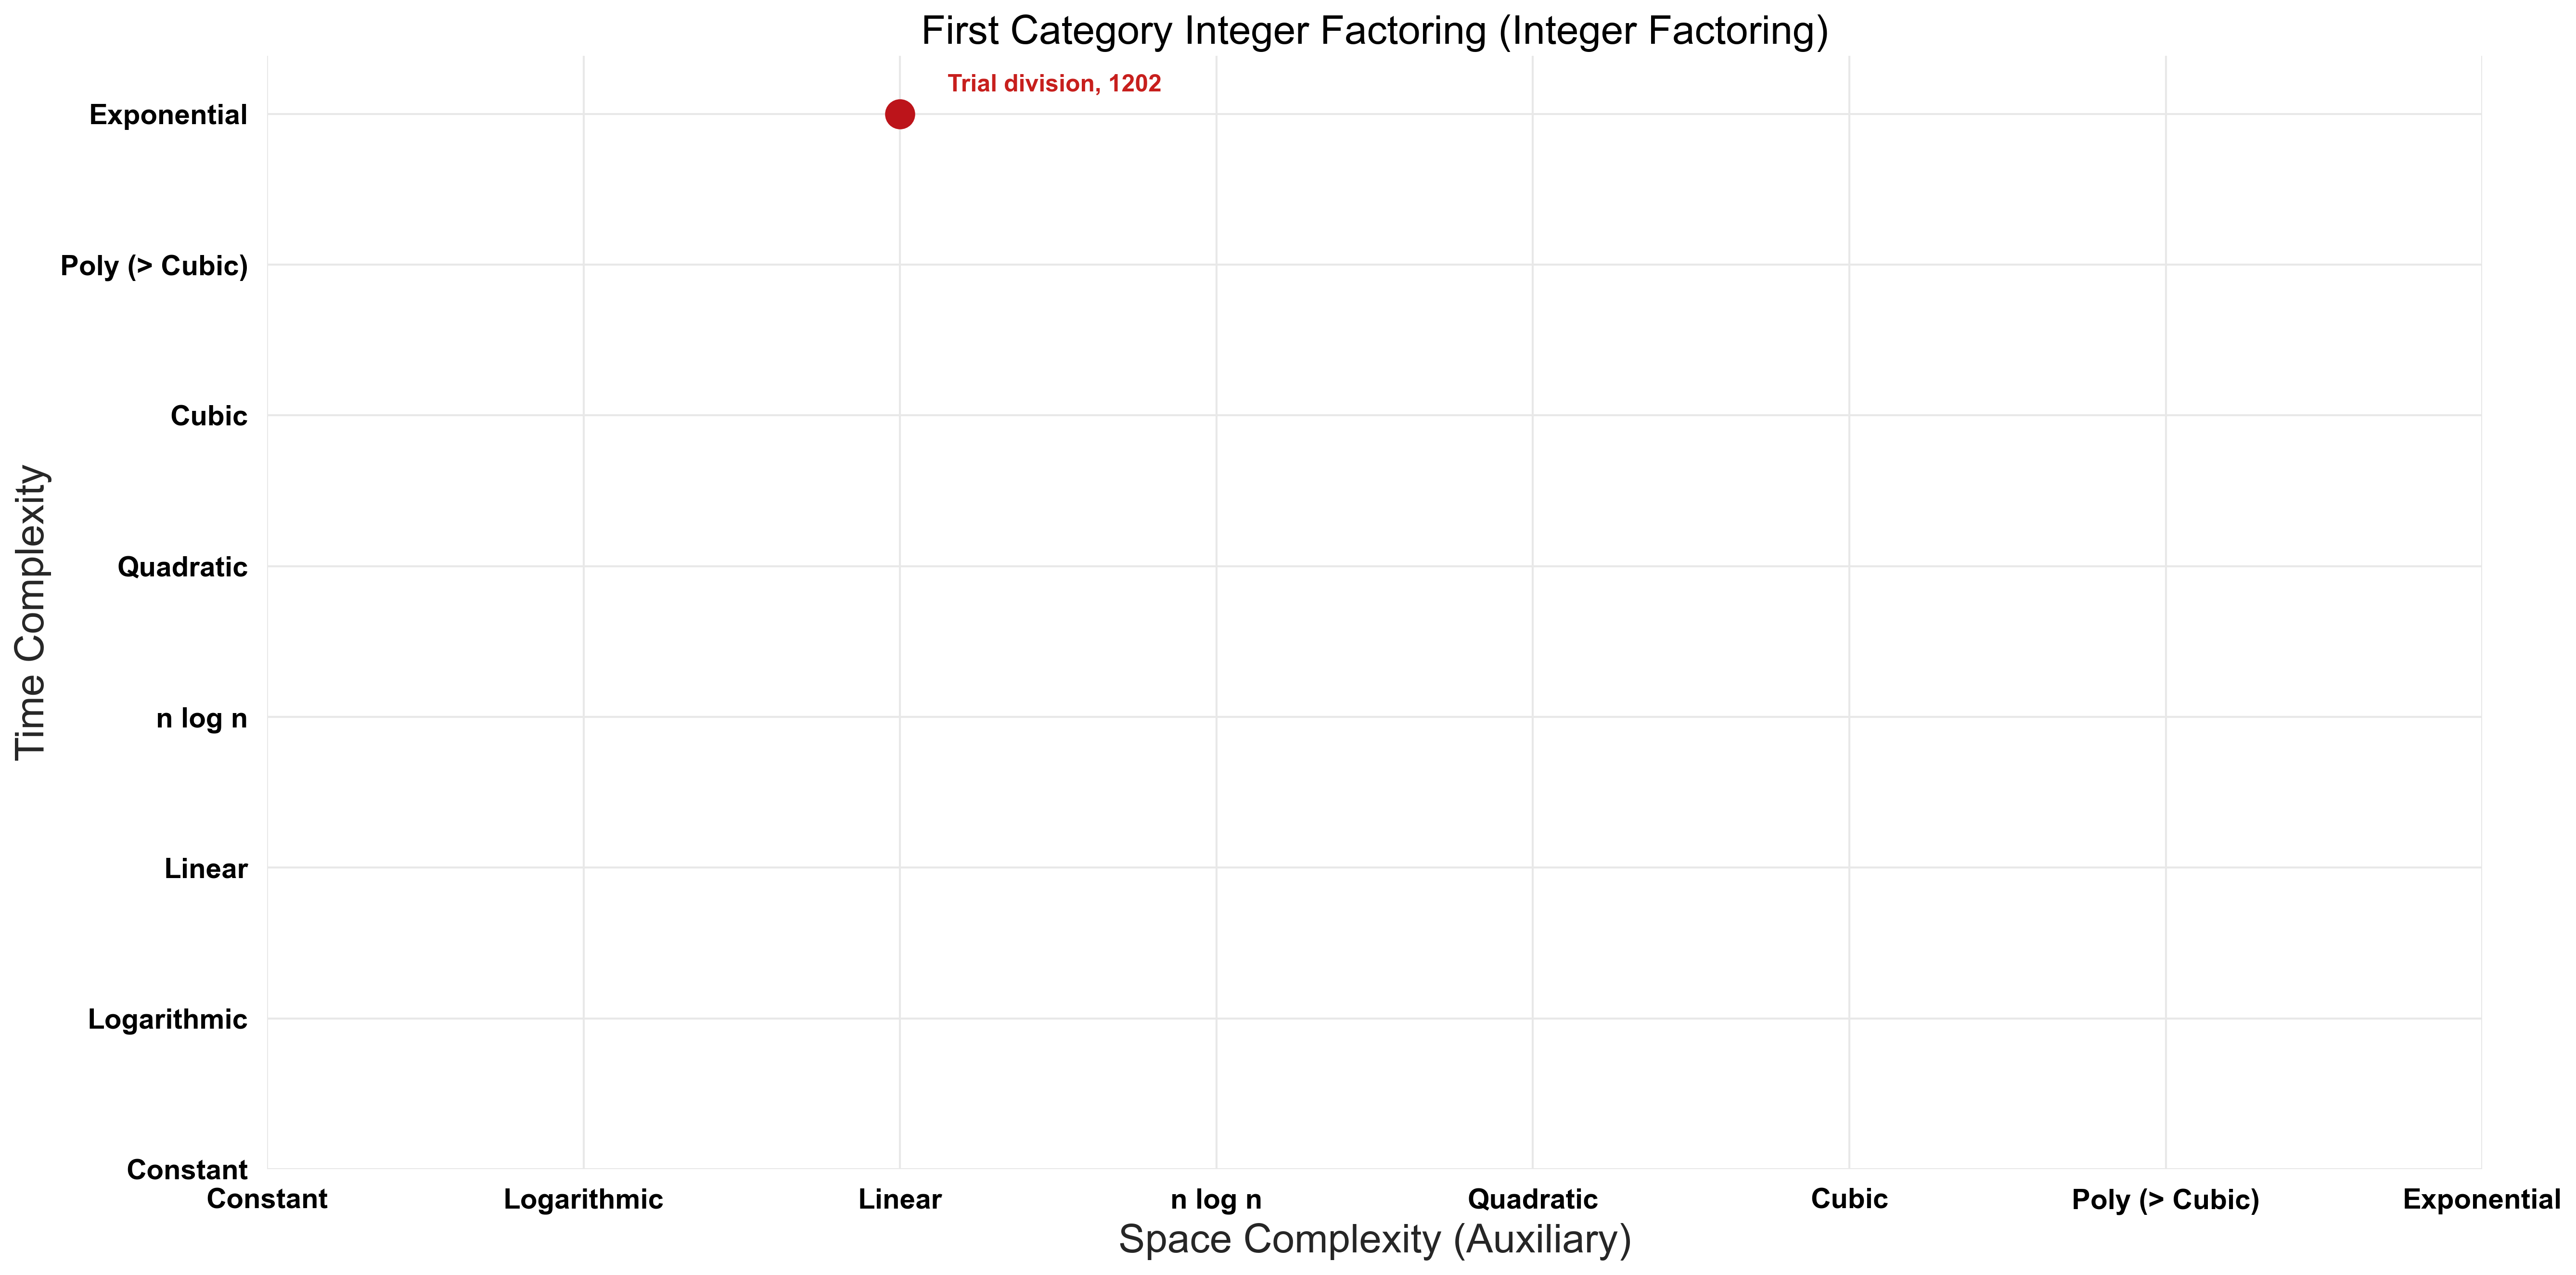 First Category Integer Factoring (Integer Factoring)
Trial division, 1202
Exponential
Poly (> Cubic)
Cubic
Quadratic
n log n
Linear
Logarithmic
Constant
Time Complexity
Constant
Logarithmic
Linear
n log n
Quadratic
Cubic
Poly (> Cubic)
Exponential
Space Complexity (Auxiliary)